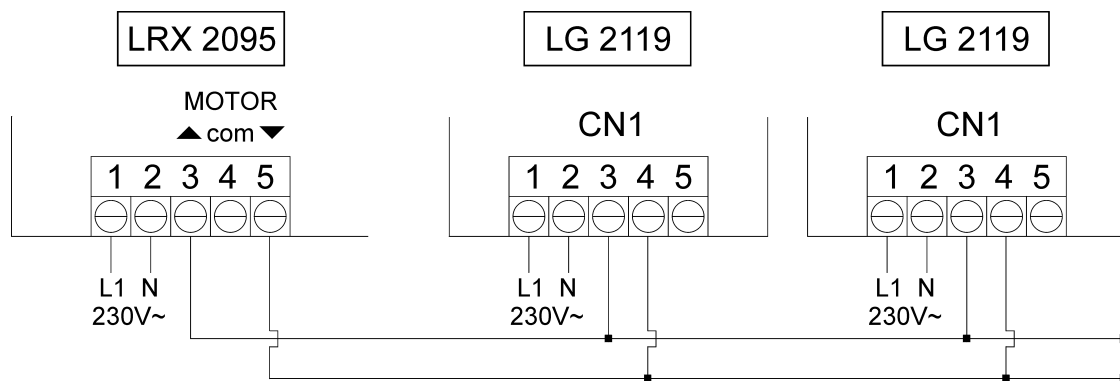 LRX 2095
LG 2119
LG 2119
MOTOR
▲ com ▼
CN1
CN1
1 2 3 4 5
1 2 3 4 5
1 2 3 4 5
L1 N
L1 N
L1 N
230V~
230V~
230V~